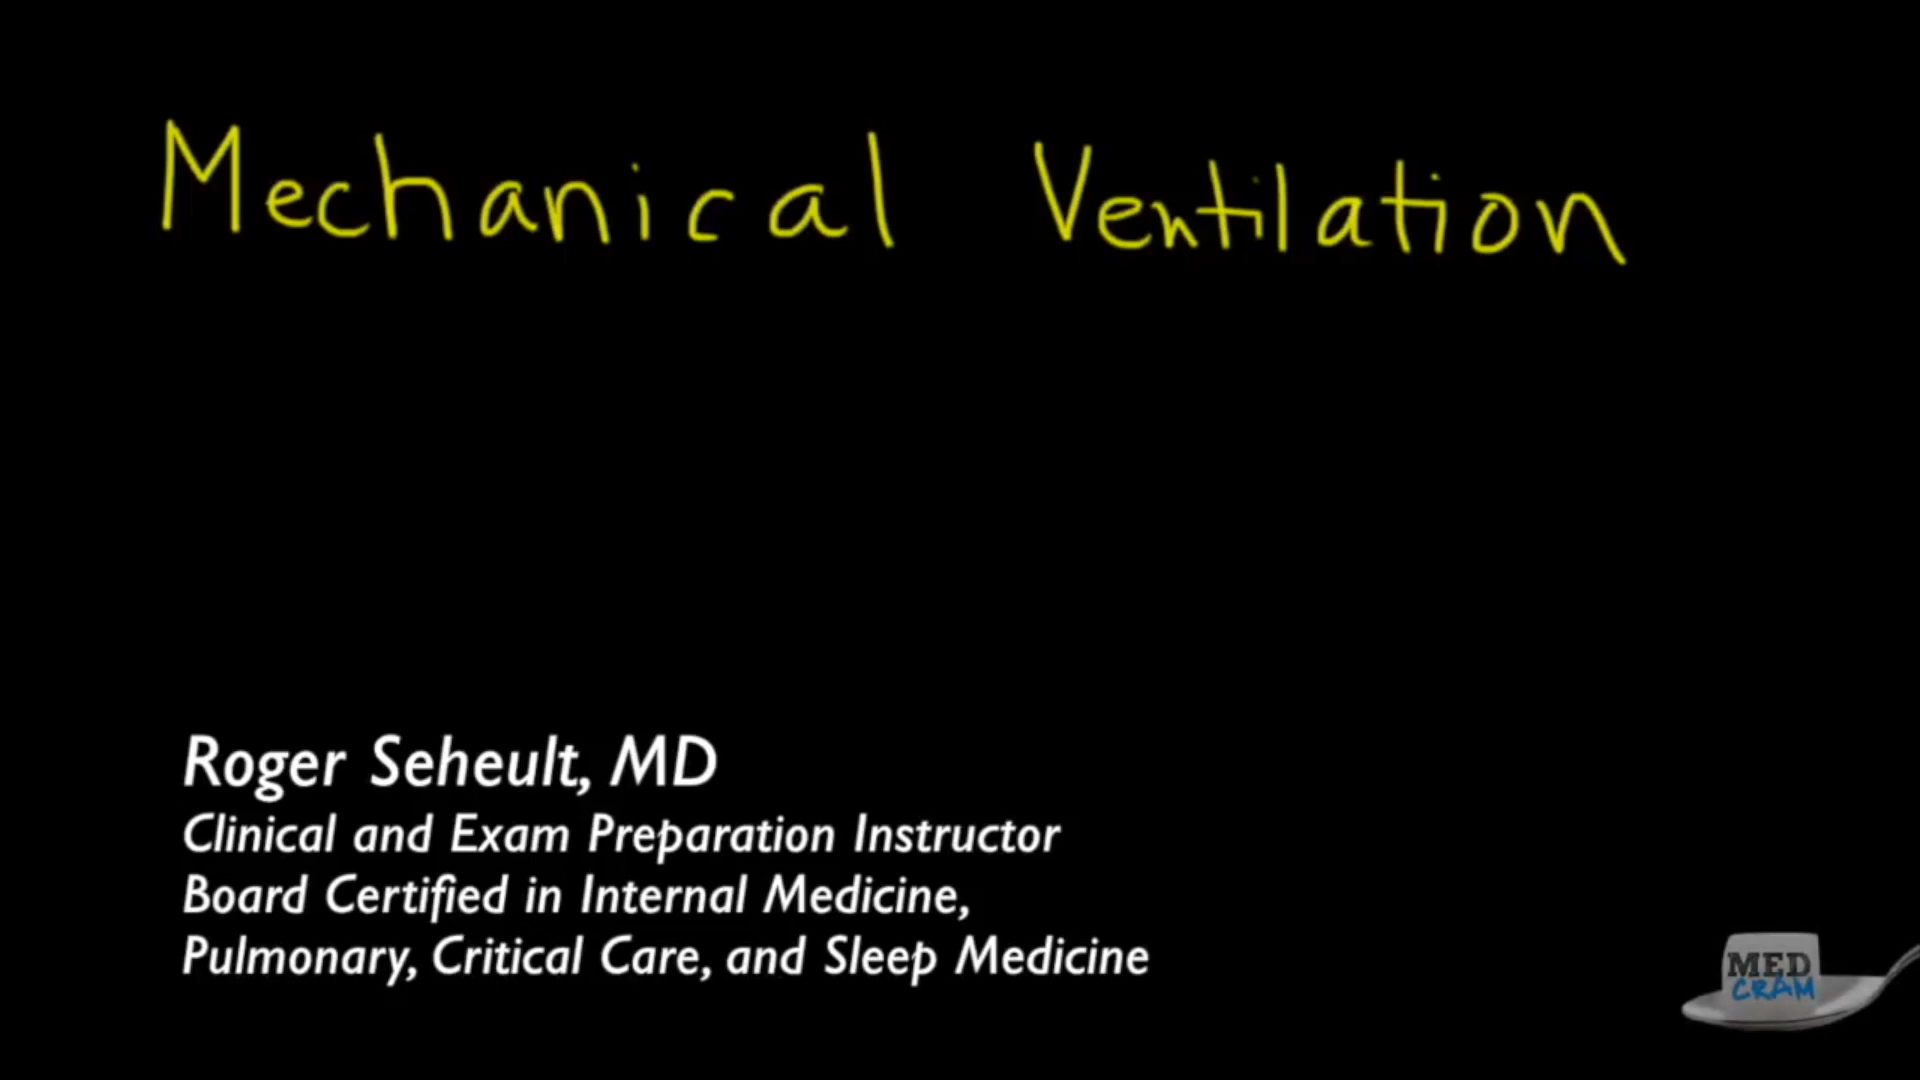 Mechanical Ventilation
Roger Seheult, MD
Clinical and Exam Preparation Instructor
Board Certified in Internal Medicine,
Pulmonary, Critical Care, and Sleep Medicine
MED
CRAM